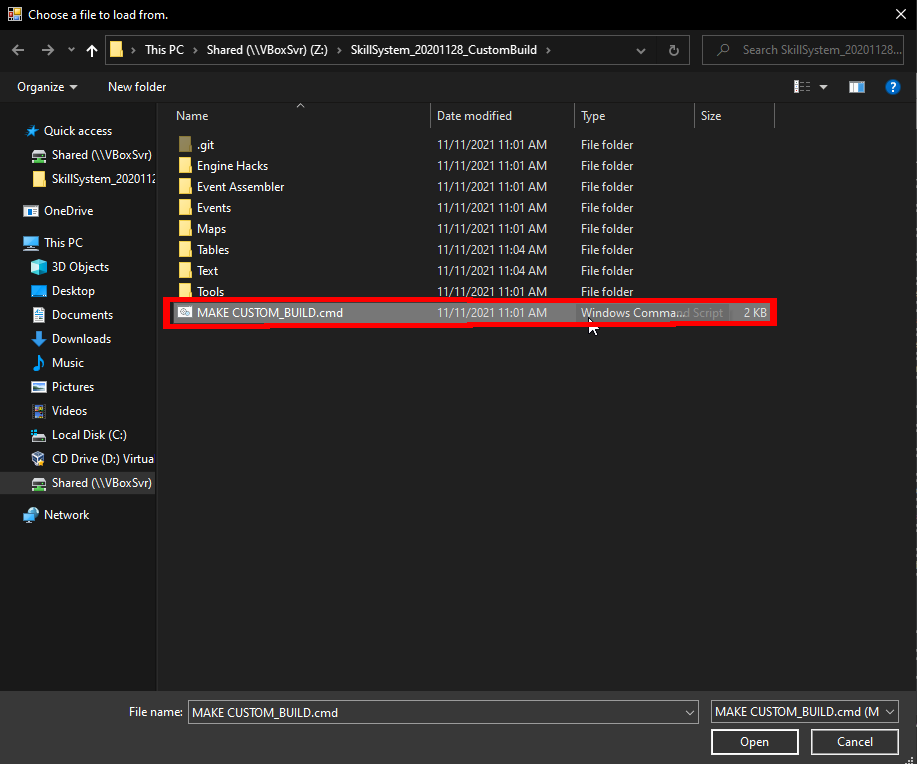 Choose a file to load from.
This PC > Shared (\\VBoxSvr) (Z:) > SkillSystem_20201128_CustomBuild >
Search SkillSystem_20201128...
Organize
New folder
Name Date modified Type Size
Quick access
Shared (\\VBoxSvr)
SkillSystem_202011
OneDrive
This PC
3D Objects
Desktop
Documents
Downloads
Music
Pictures
Videos
Local Disk (C:)
CD Drive (D:) Virtua
Shared (\\VBoxSvr)
Network
.git 11/11/2021 11:01 AM File folder
Engine Hacks 11/11/2021 11:01 AM File folder
Event Assembler 11/11/2021 11:01 AM File folder
Events 11/11/2021 11:01 AM File folder
Maps 11/11/2021 11:01 AM File folder
Tables 11/11/2021 11:04 AM File folder
Text 11/11/2021 11:04 AM File folder
Tools 11/11/2021 11:01 AM File folder
MAKE CUSTOM_BUILD.cmd 11/11/2021 11:01 AM Windows Command Script 2 KB
File name: MAKE CUSTOM_BUILD.cmd
MAKE CUSTOM_BUILD.cmd (M
Open
Cancel